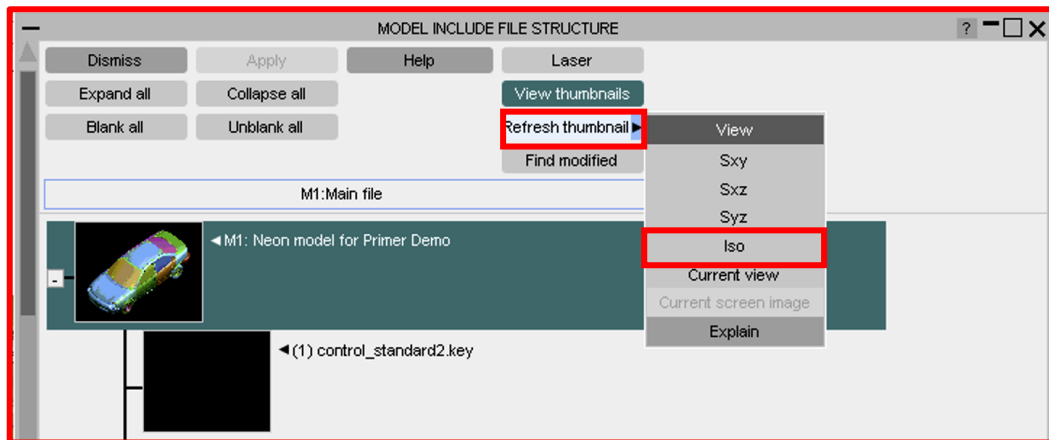 MODEL INCLUDE FILE STRUCTURE ?
Dismiss Apply Help Laser
Expand all Collapse all View thumbnails
Blank all Unblank all Refresh thumbnail View
Find modified Sxy
M1:Main file Sxz
Syz
M1: Neon model for Primer Demo Iso
Current view
Current screen image
Explain
(1) control_standard2.key